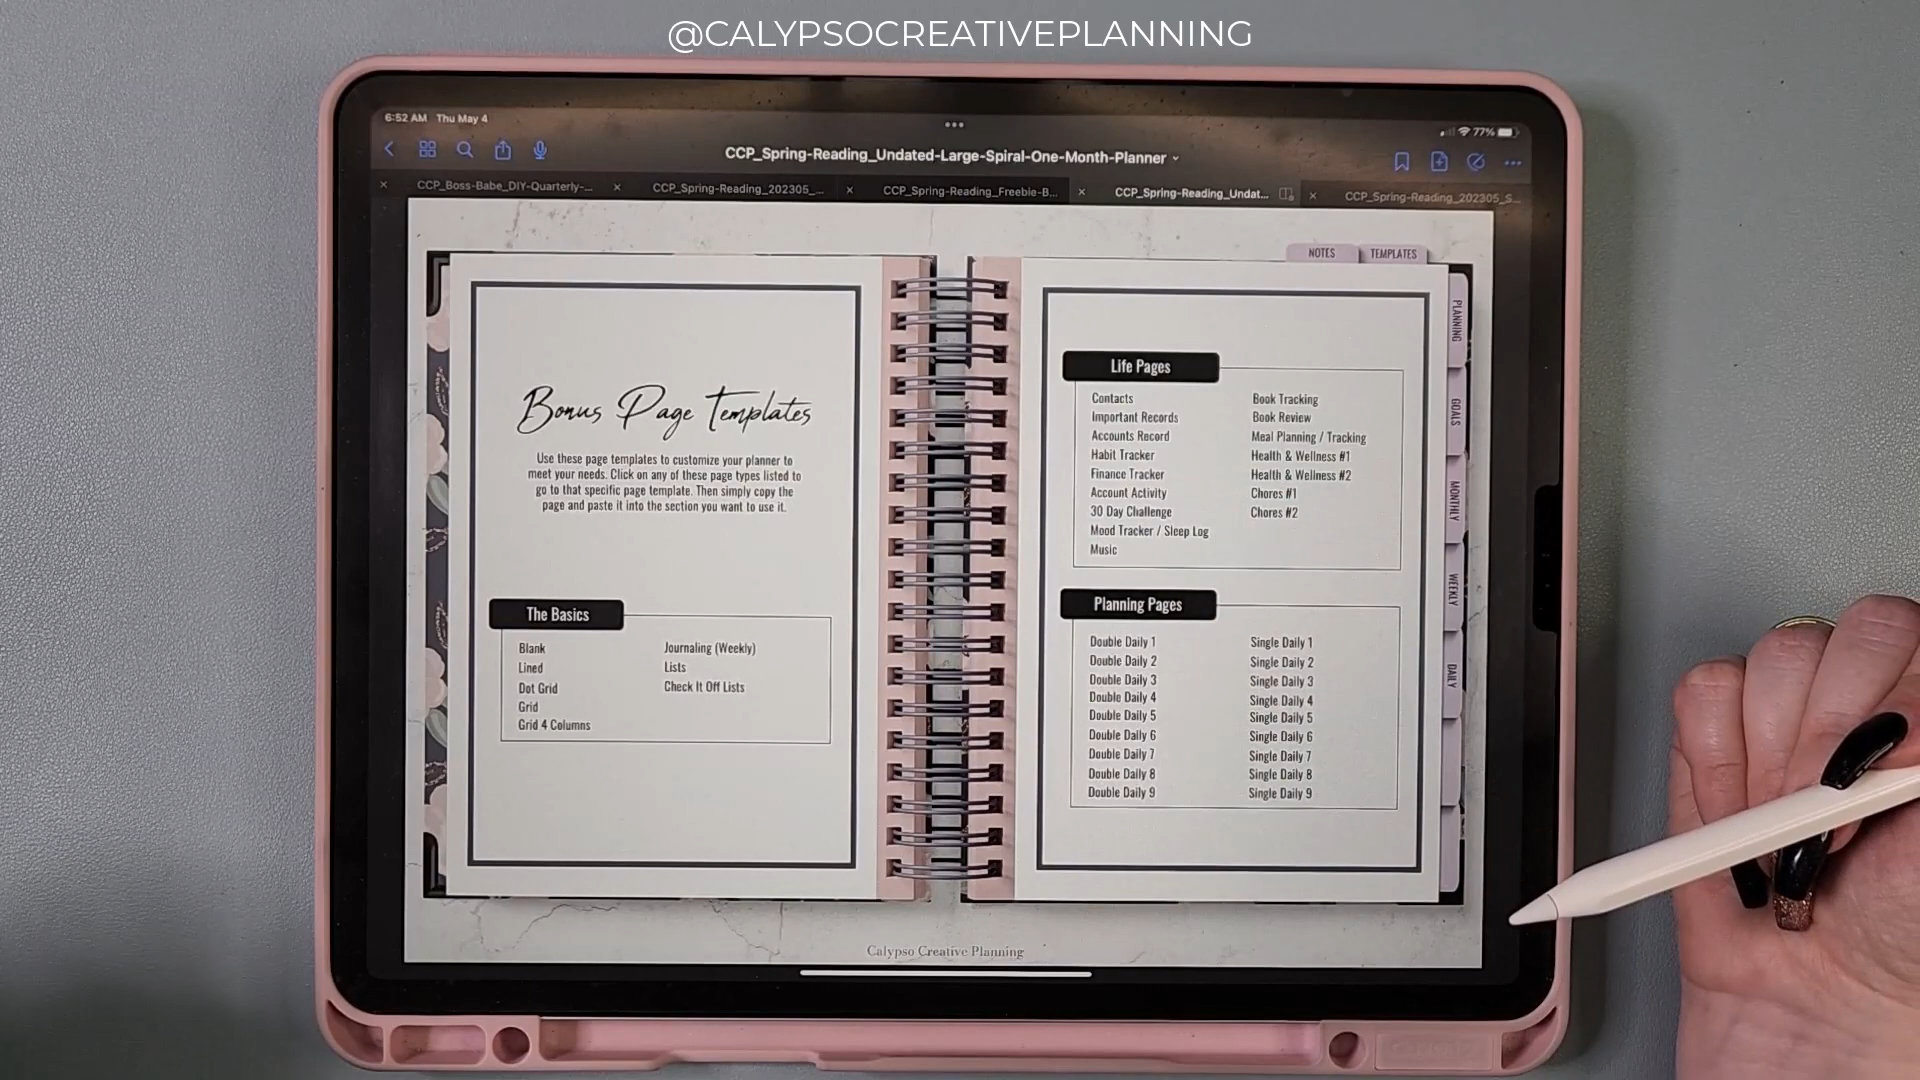 @CALYPSOCREATIVEPLANNING
6:52 AM Thu May 4
77%
CCP_Spring-Reading_Undated-Large-Spiral-One-Month-Planner
CCP_Boss-Babe_DIY-Quarterly-...
CCP_Spring-Reading_202305_...
CCP_Spring-Reading_Freebie-B...
CCP_Spring-Reading_Undat...
CCP_Spring-Reading_202305_S...
NOTES
TEMPLATES
Bonus Page Templates
Use these page templates to customize your planner to
meet your needs. Click on any of these page types listed to
go to that specific page template. Then simply copy the
page and paste it into the section you want to use it.
The Basics
Blank
Lined
Dot Grid
Grid
Grid 4 Columns
Journaling (Weekly)
Lists
Check It Off Lists
Life Pages
Contacts
Important Records
Accounts Record
Habit Tracker
Finance Tracker
Account Activity
30 Day Challenge
Mood Tracker / Sleep Log
Music
Book Tracking
Book Review
Meal Planning / Tracking
Health & Wellness #1
Health & Wellness #2
Chores #1
Chores #2
Planning Pages
Double Daily 1
Double Daily 2
Double Daily 3
Double Daily 4
Double Daily 5
Double Daily 6
Double Daily 7
Double Daily 8
Double Daily 9
Single Daily 1
Single Daily 2
Single Daily 3
Single Daily 4
Single Daily 5
Single Daily 6
Single Daily 7
Single Daily 8
Single Daily 9
PLANNING
GOALS
MONTHLY
WEEKLY
DAILY
Calypso Creative Planning